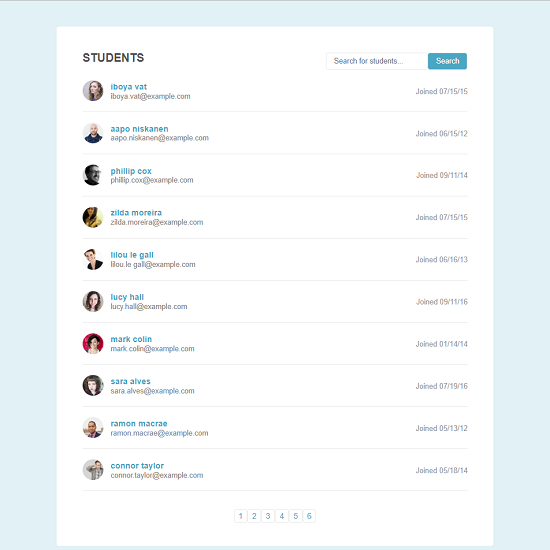 STUDENTS
Search for students... Search
iboya vat
iboya.vat@example.com
Joined 07/15/15
aapo niskanen
aapo.niskanen@example.com
Joined 06/15/12
phillip cox
phillip.cox@example.com
Joined 09/11/14
zilda moreira
zilda.moreira@example.com
Joined 07/15/15
lilou le gall
lilou.le gall@example.com
Joined 06/16/13
lucy hall
lucy.hall@example.com
Joined 09/11/16
mark colin
mark.colin@example.com
Joined 01/14/14
sara alves
sara.alves@example.com
Joined 07/19/16
ramon macrae
ramon.macrae@example.com
Joined 05/13/12
connor taylor
connor.taylor@example.com
Joined 05/18/14
1 2 3 4 5 6